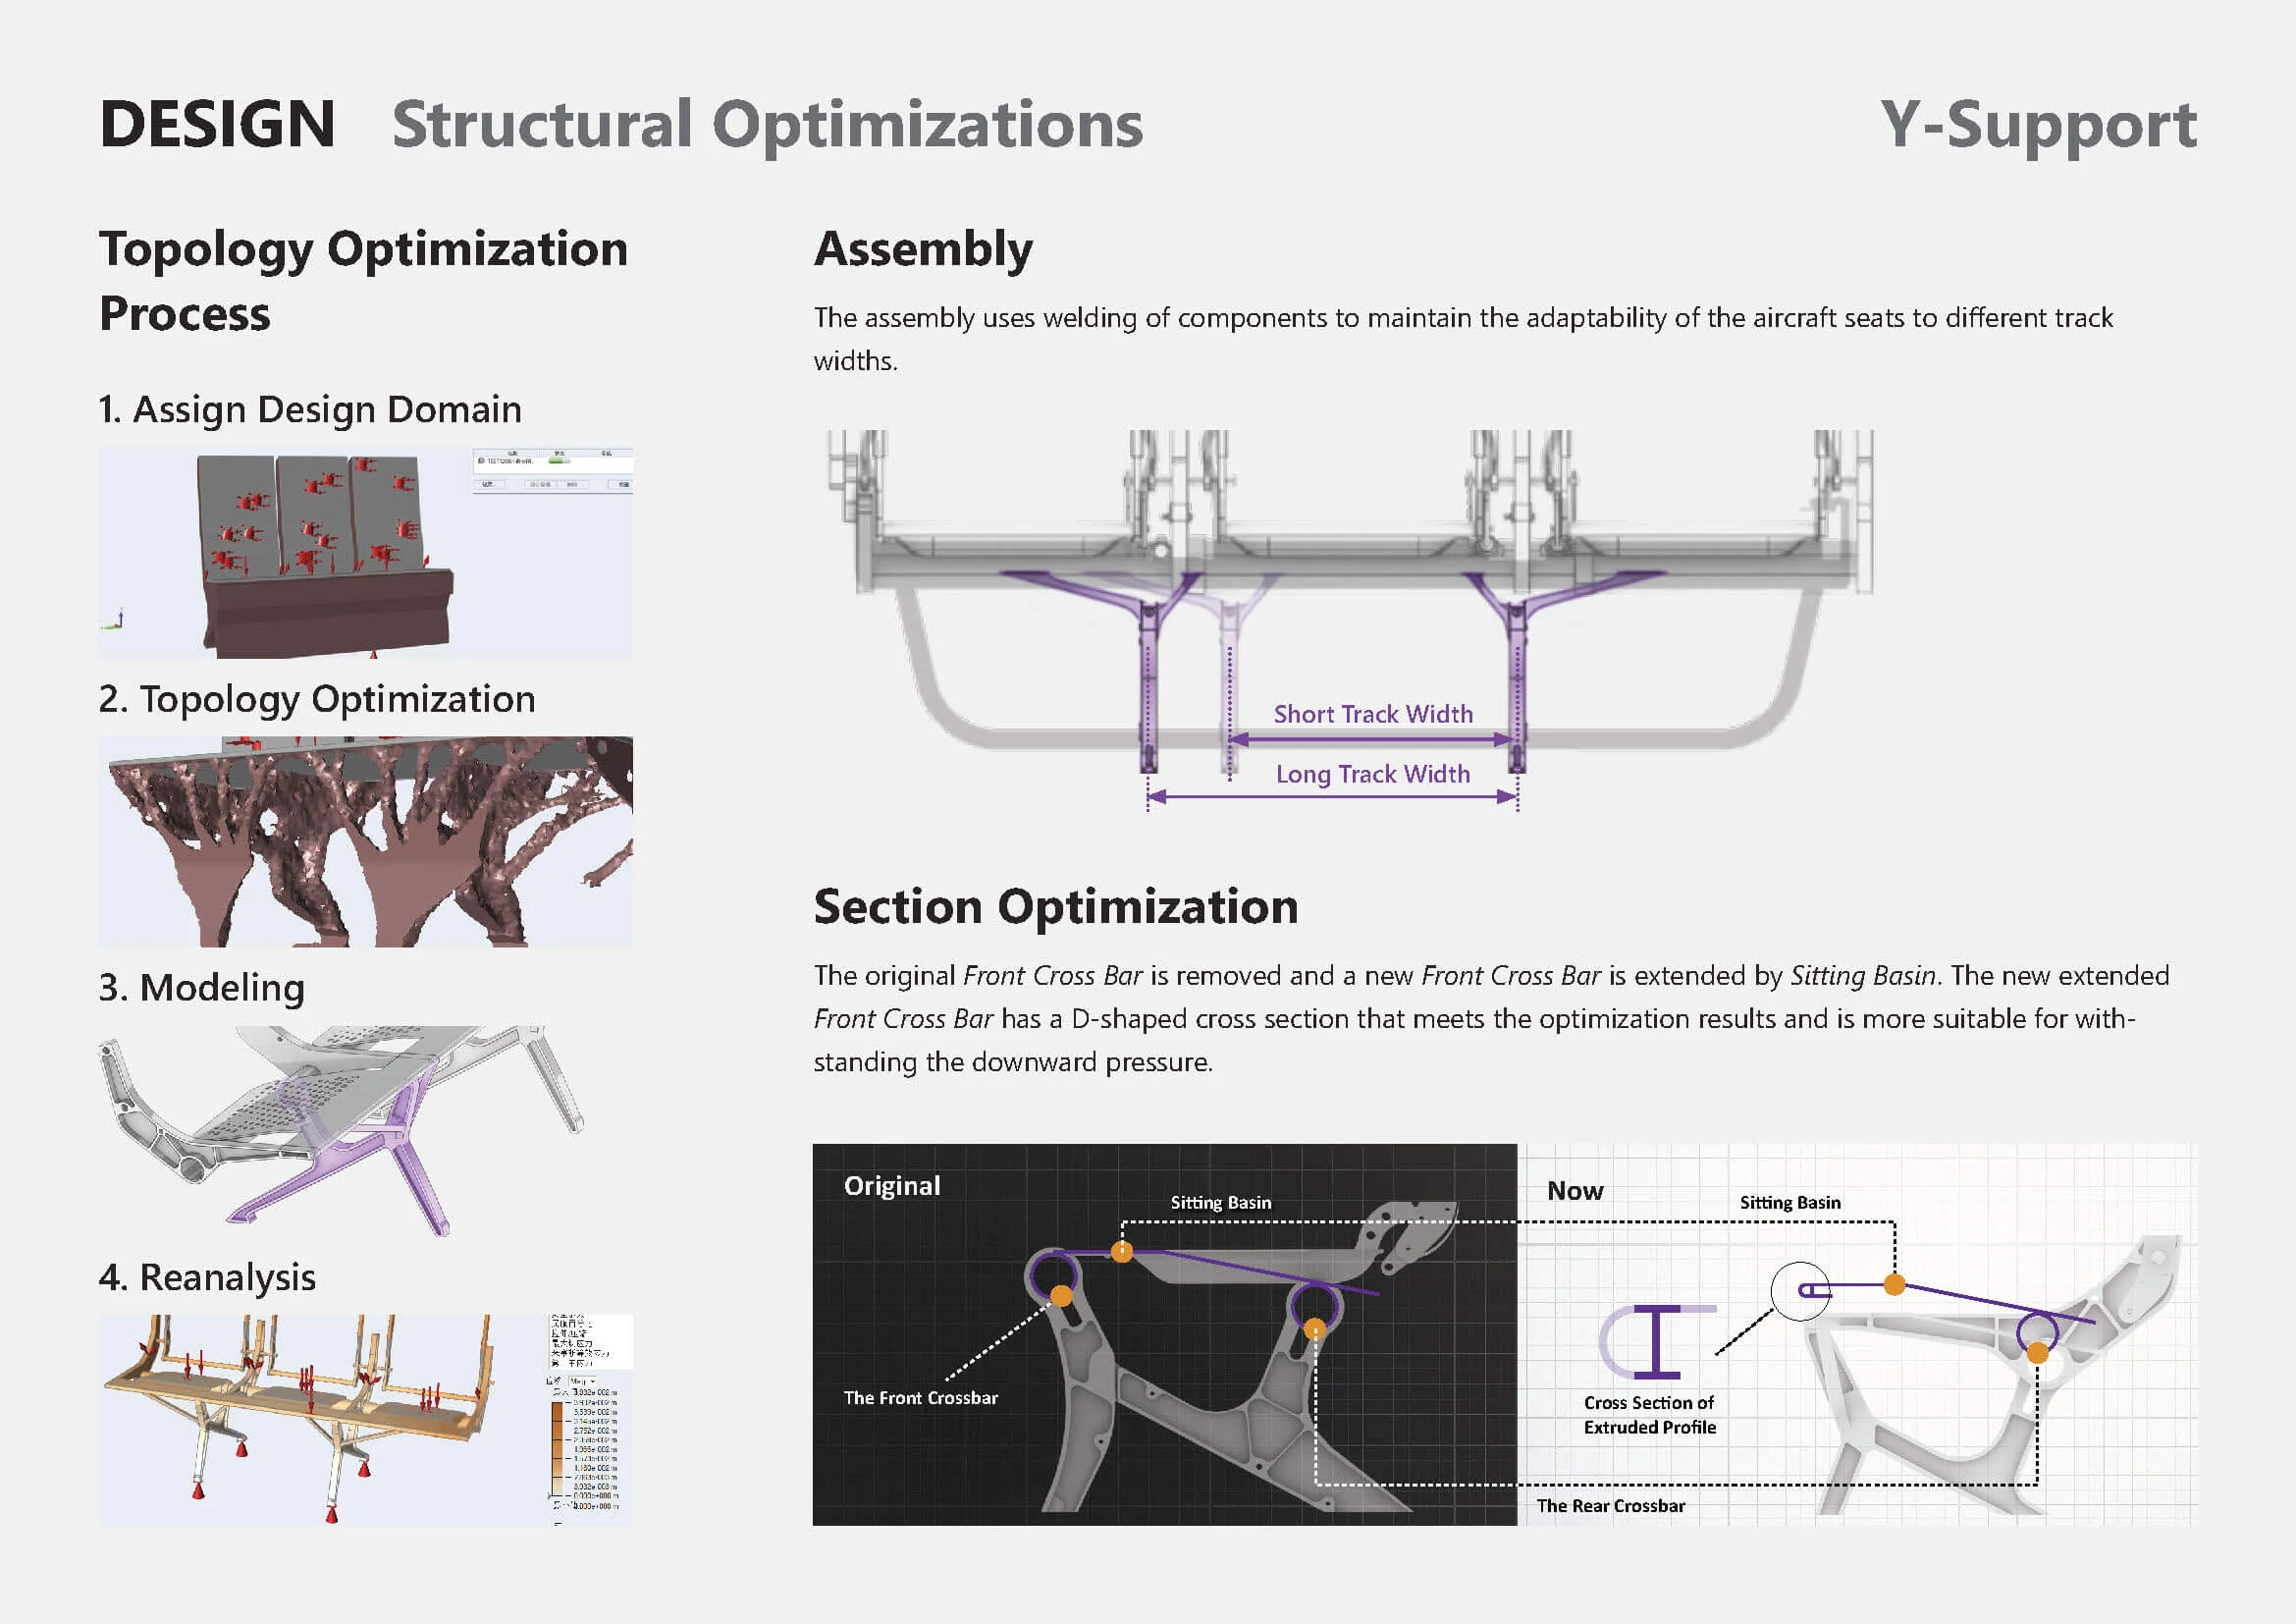 DESIGN Structural Optimizations Y-Support
Topology Optimization
Process
1. Assign Design Domain
2. Topology Optimization
3. Modeling
4. Reanalysis
Assembly
The assembly uses welding of components to maintain the adaptability of the aircraft seats to different track
widths.
Short Track Width
Long Track Width
Section Optimization
The original Front Cross Bar is removed and a new Front Cross Bar is extended by Sitting Basin. The new extended
Front Cross Bar has a D-shaped cross section that meets the optimization results and is more suitable for with-
standing the downward pressure.
Original
Sitting Basin
The Front Crossbar
Now
Sitting Basin
Cross Section of
Extruded Profile
The Rear Crossbar